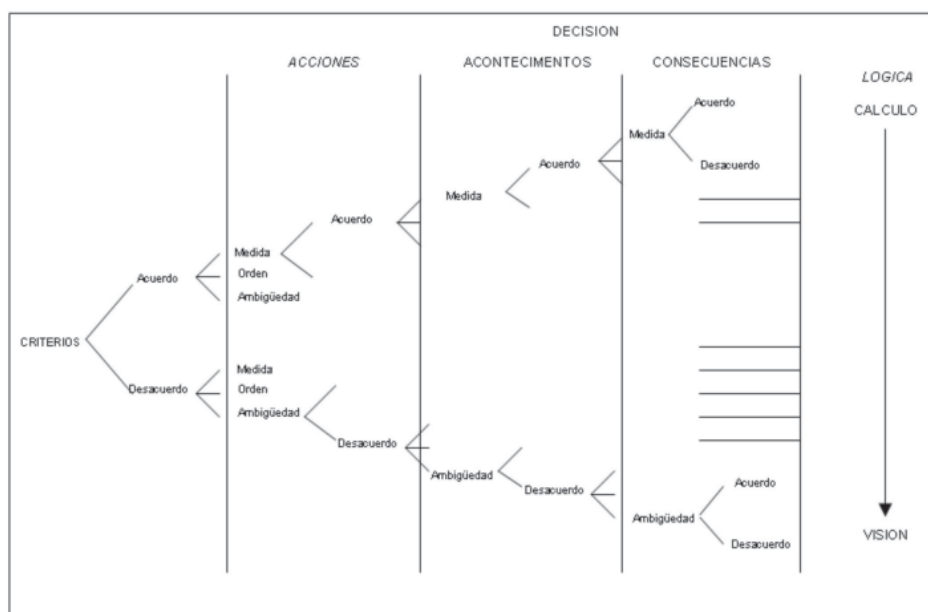 DECISION
ACCIONES ACONTECIMENTOS CONSECUENCIAS LOGICA
CALCULO
Acuerdo
Medida
Acuerdo Desacuerdo
Medida
Acuerdo
Medida
Acuerdo Orden
Ambigüedad
CRITERIOS
Medida
Desacuerdo Orden
Ambigüedad
Desacuerdo
Ambigüedad Acuerdo
Desacuerdo
Ambigüedad
VISION
Desacuerdo